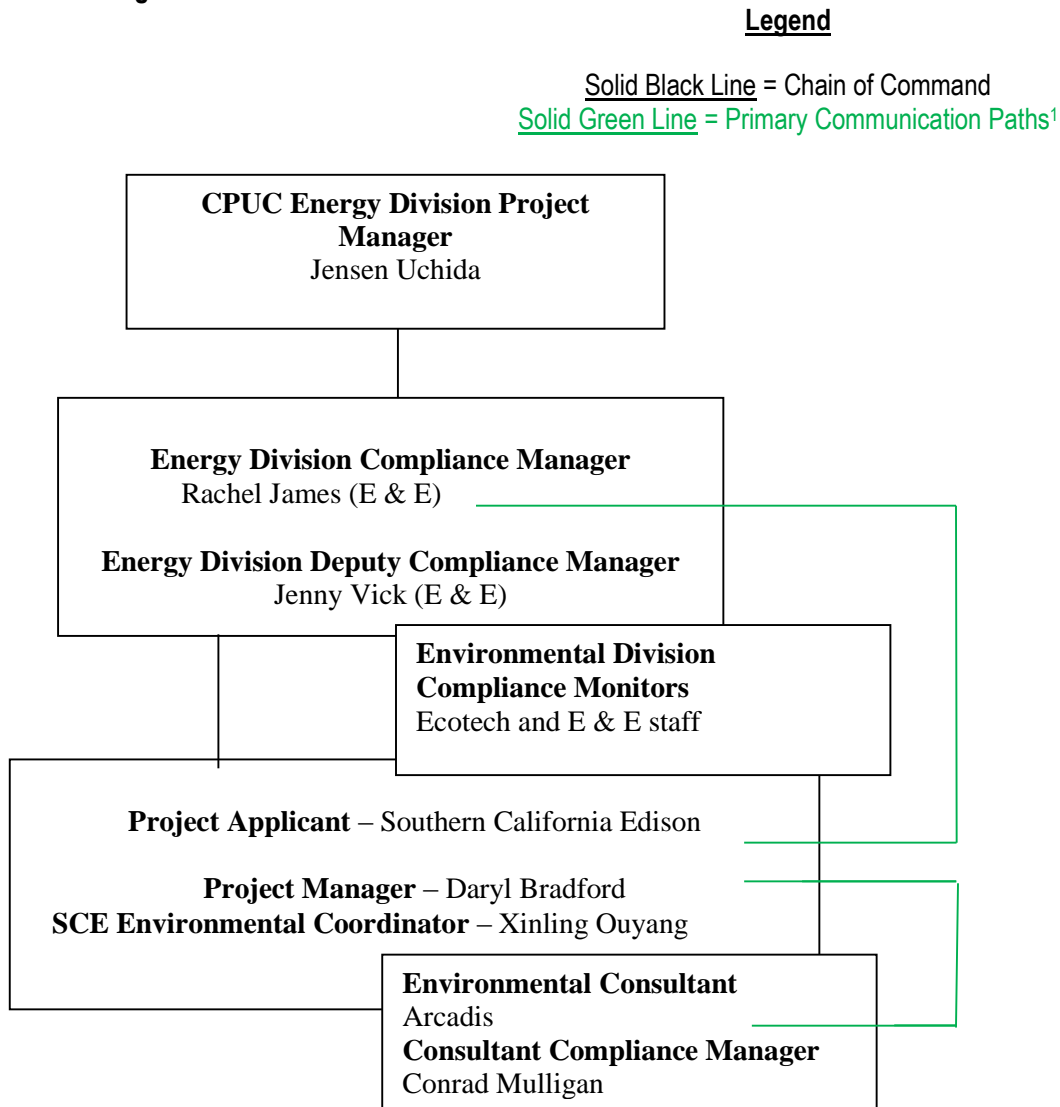 Legend
Solid Black Line = Chain of Command
Solid Green Line = Primary Communication Paths1
CPUC Energy Division Project
Manager
Jensen Uchida
Energy Division Compliance Manager
Rachel James (E & E)
Energy Division Deputy Compliance Manager
Jenny Vick (E & E)
Environmental Division
Compliance Monitors
Ecotech and E & E staff
Project Applicant – Southern California Edison
Project Manager – Daryl Bradford
SCE Environmental Coordinator – Xinling Ouyang
Environmental Consultant
Arcadis
Consultant Compliance Manager
Conrad Mulligan